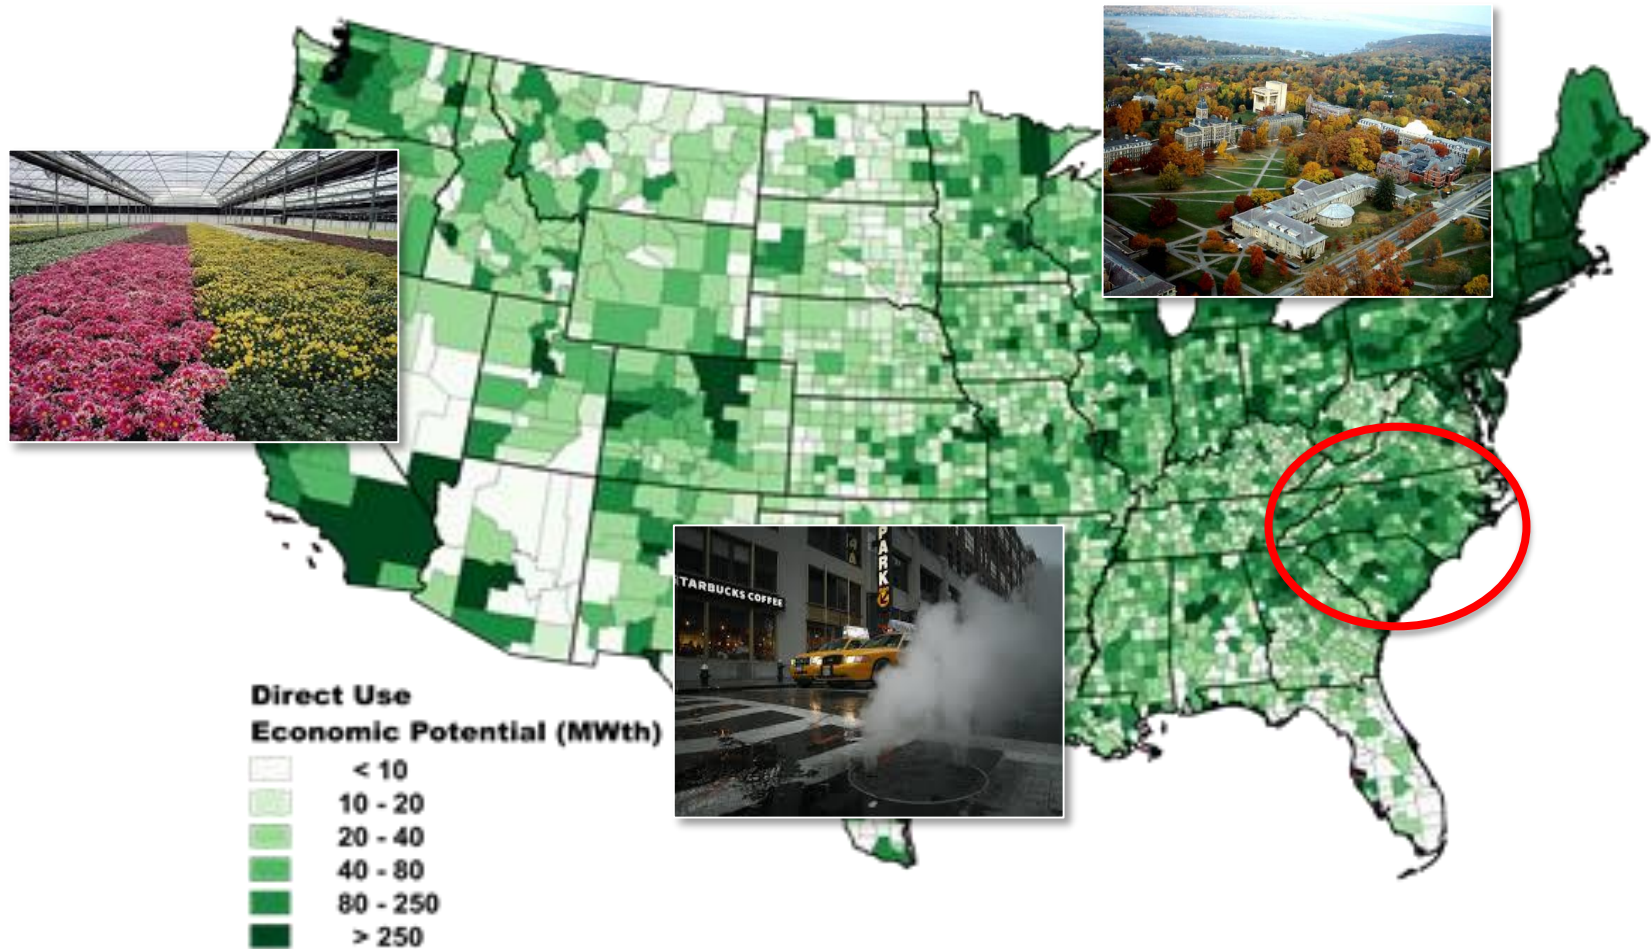 PARK
STARBUCKS COFFEE
Direct Use
Economic Potential (MWth)
< 10
10 - 20
20 - 40
40 - 80
80 - 250
> 250